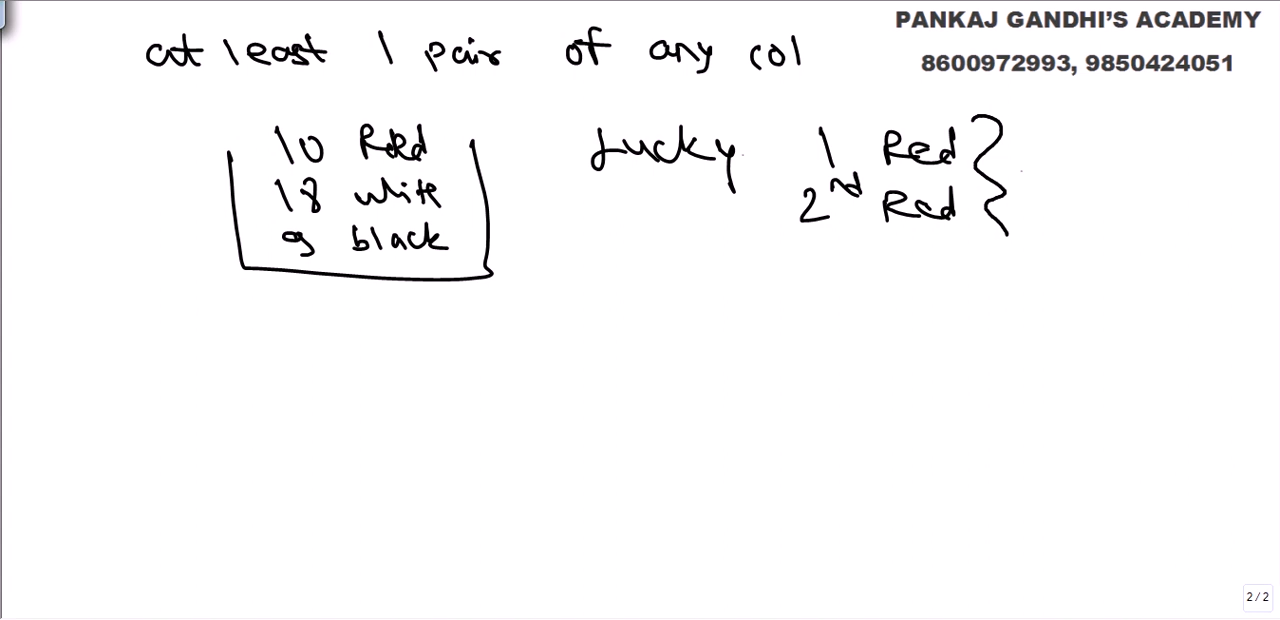 PANKAJ GANDHI'S ACADEMY
8600972993, 9850424051
at least 1 pair of any col
10 Red
18 white
9 black
Lucky 1 Red
2nd Red
2 / 2